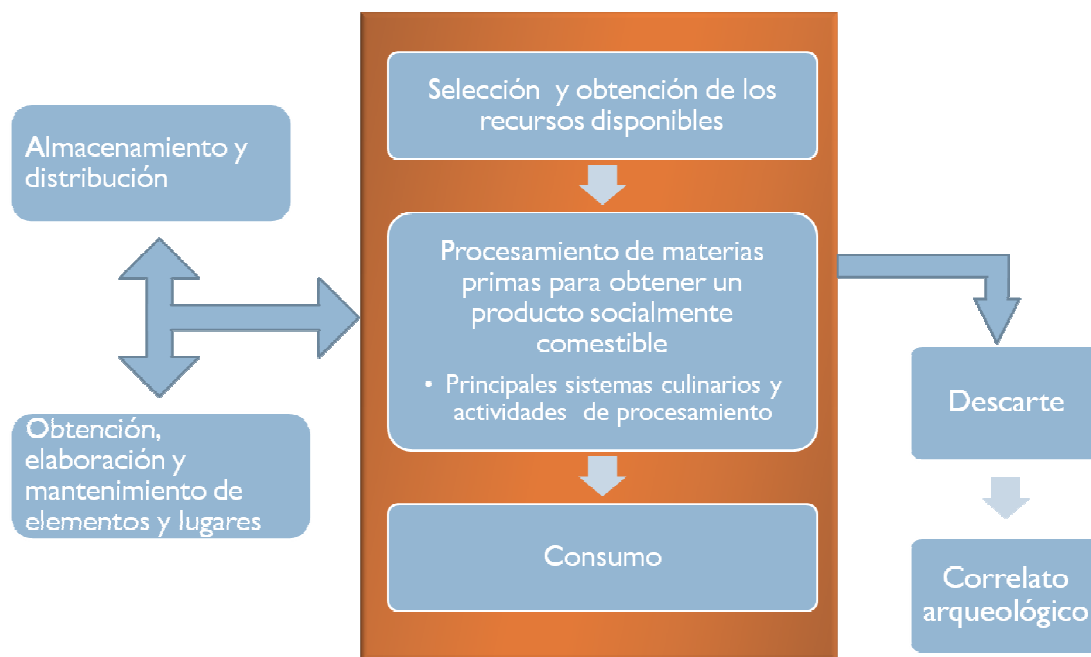 Selección y obtención de los
recursos disponibles
Almacenamiento y
distribución
Procesamiento de materias
primas para obtener un
producto socialmente
comestible
• Principales sistemas culinarios y
actividades de procesamiento
Obtención,
elaboración y
mantenimiento de
elementos y lugares
Consumo
Descarte
Correlato
arqueológico